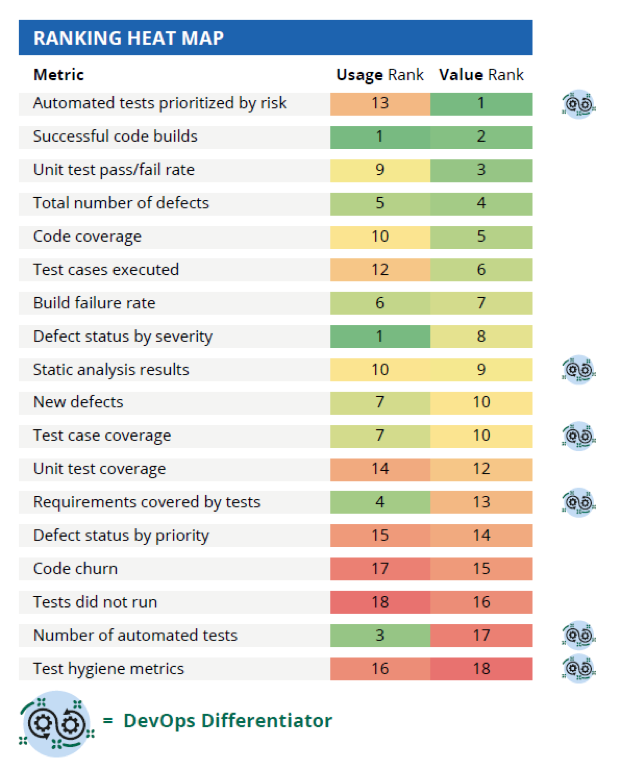 RANKING HEAT MAP
Metric Usage Rank Value Rank
Automated tests prioritized by risk 13 1
Successful code builds 1 2
Unit test pass/fail rate 9 3
Total number of defects 5 4
Code coverage 10 5
Test cases executed 12 6
Build failure rate 6 7
Defect status by severity 1 8
Static analysis results 10 9
New defects 7 10
Test case coverage 7 10
Unit test coverage 14 12
Requirements covered by tests 4 13
Defect status by priority 15 14
Code churn 17 15
Tests did not run 18 16
Number of automated tests 3 17
Test hygiene metrics 16 18
= DevOps Differentiator